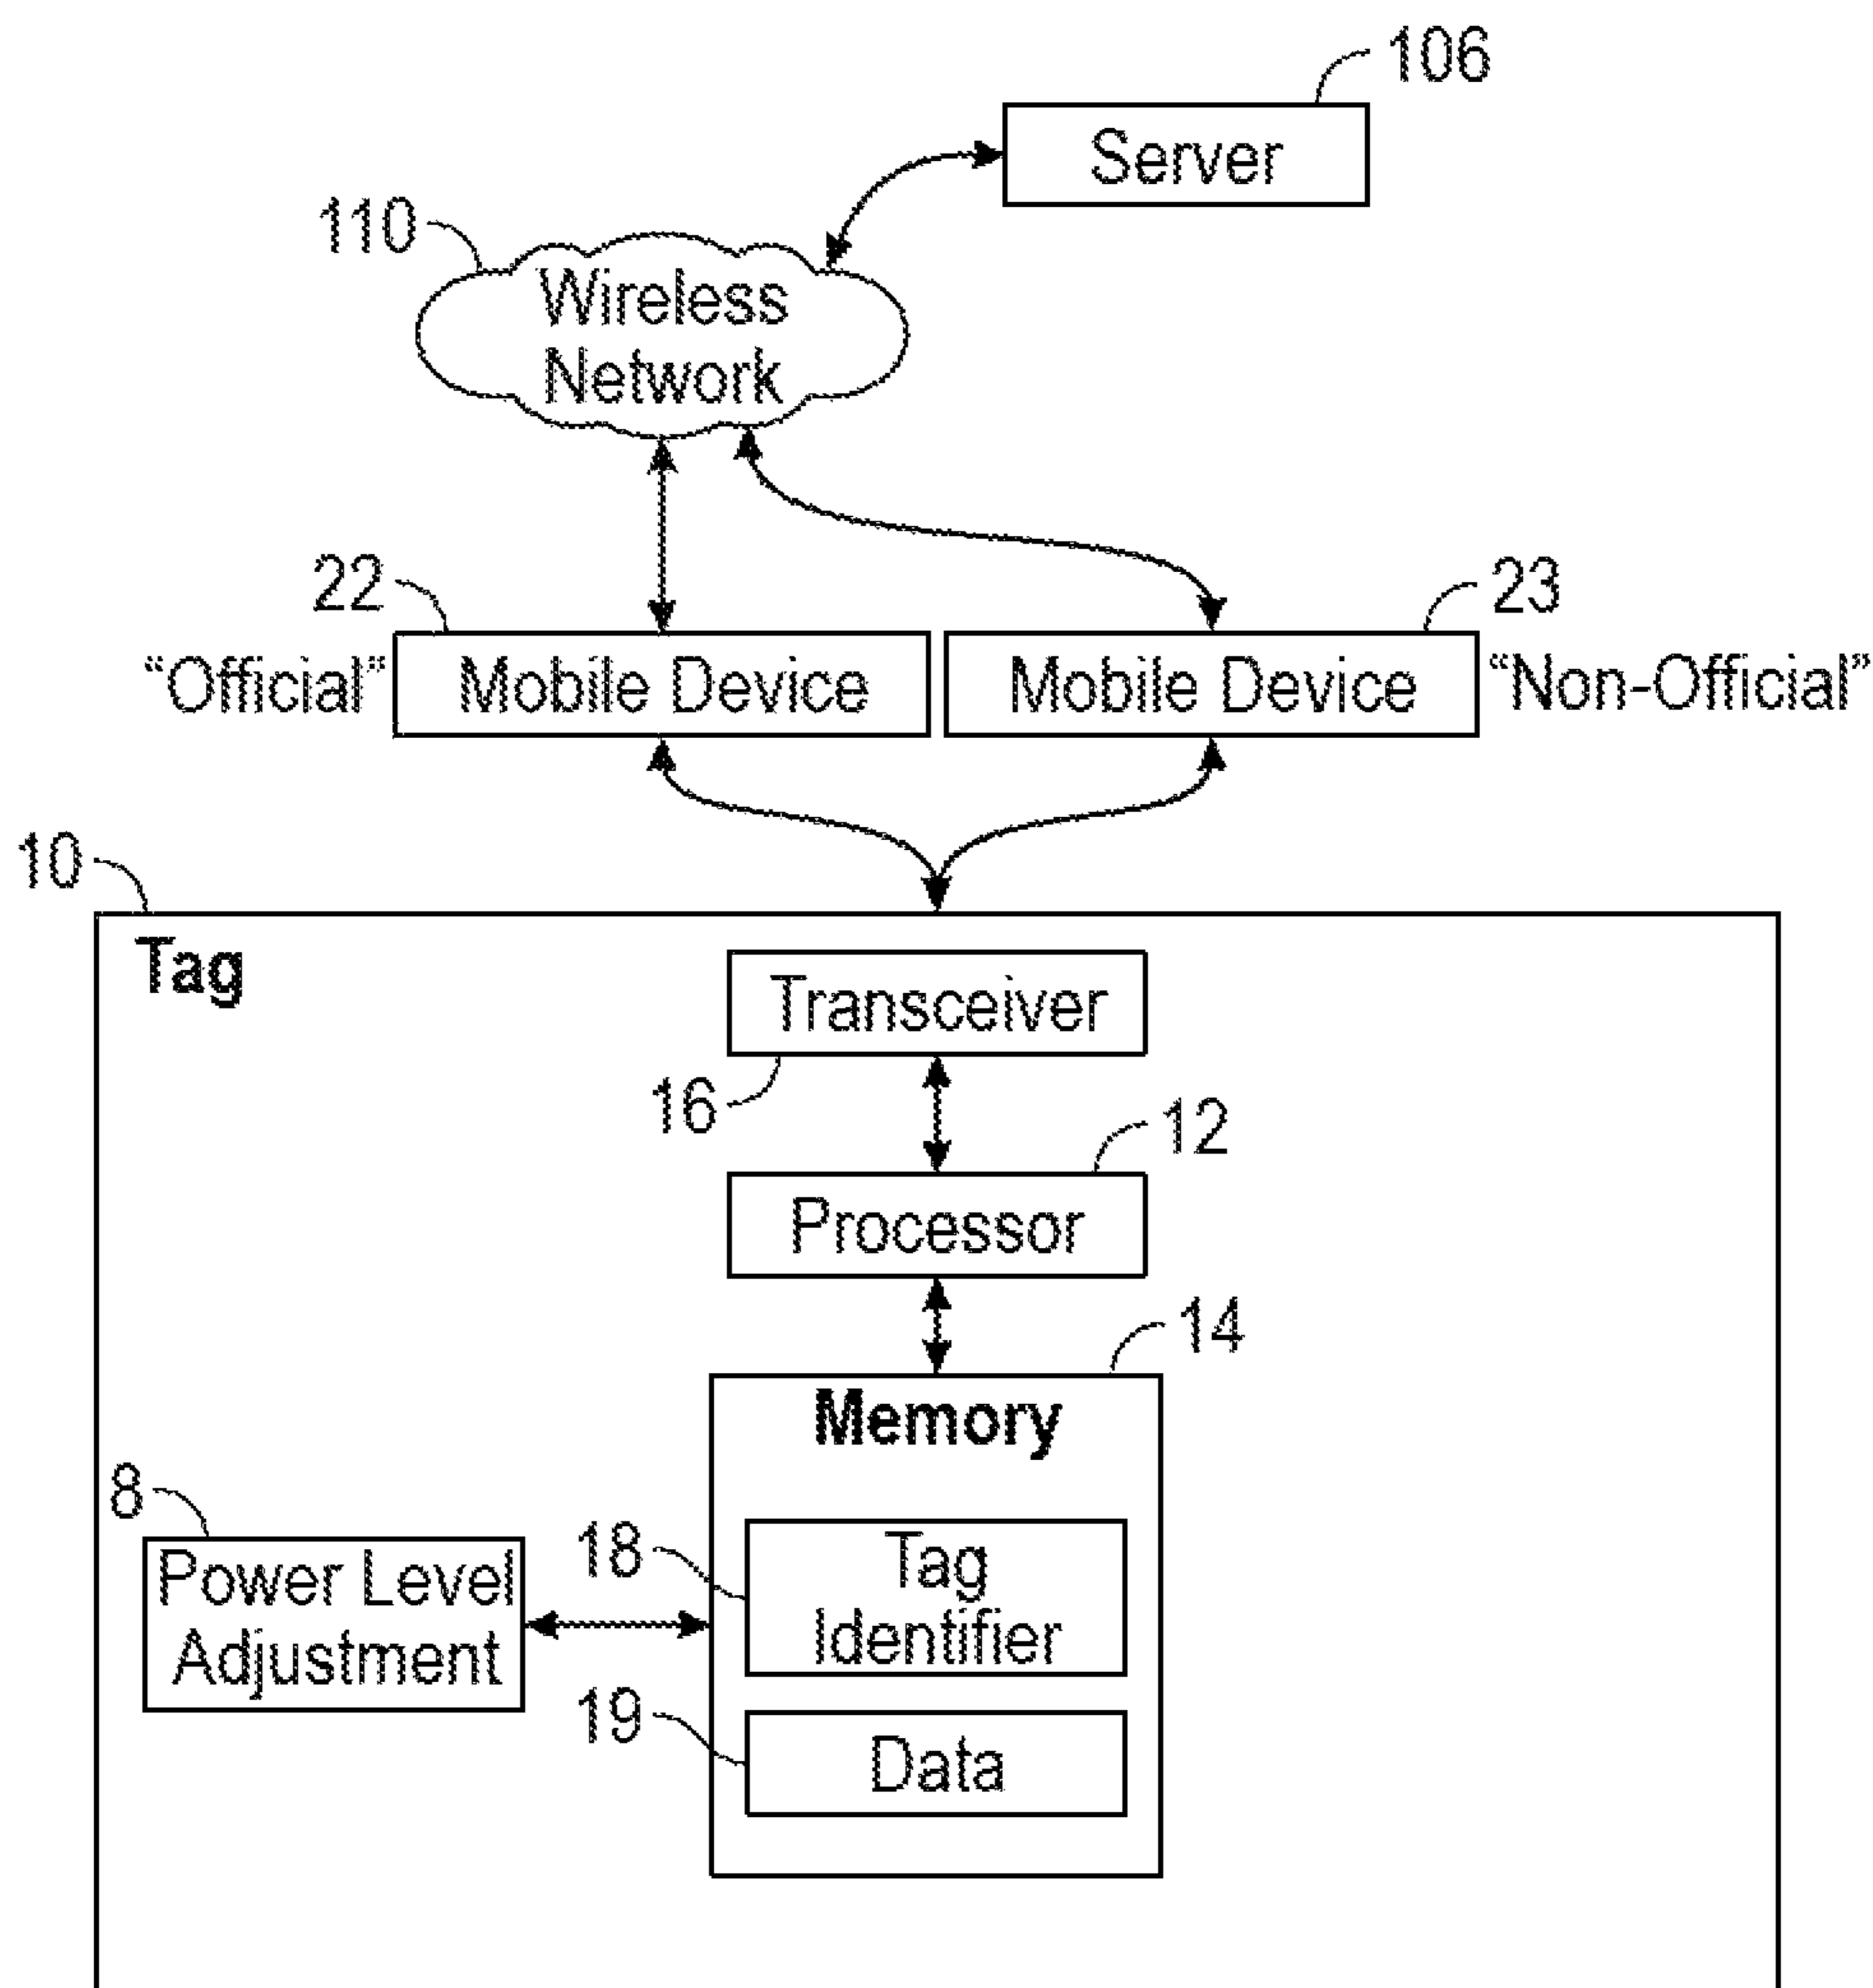 106
Server
110
Wireless
Network
22
23
“Official”
Mobile Device
Mobile Device
“Non-Official”
10
Tag
Transceiver
16
12
Processor
14
Memory
8
Power Level
Adjustment
18
Tag
Identifier
19
Data